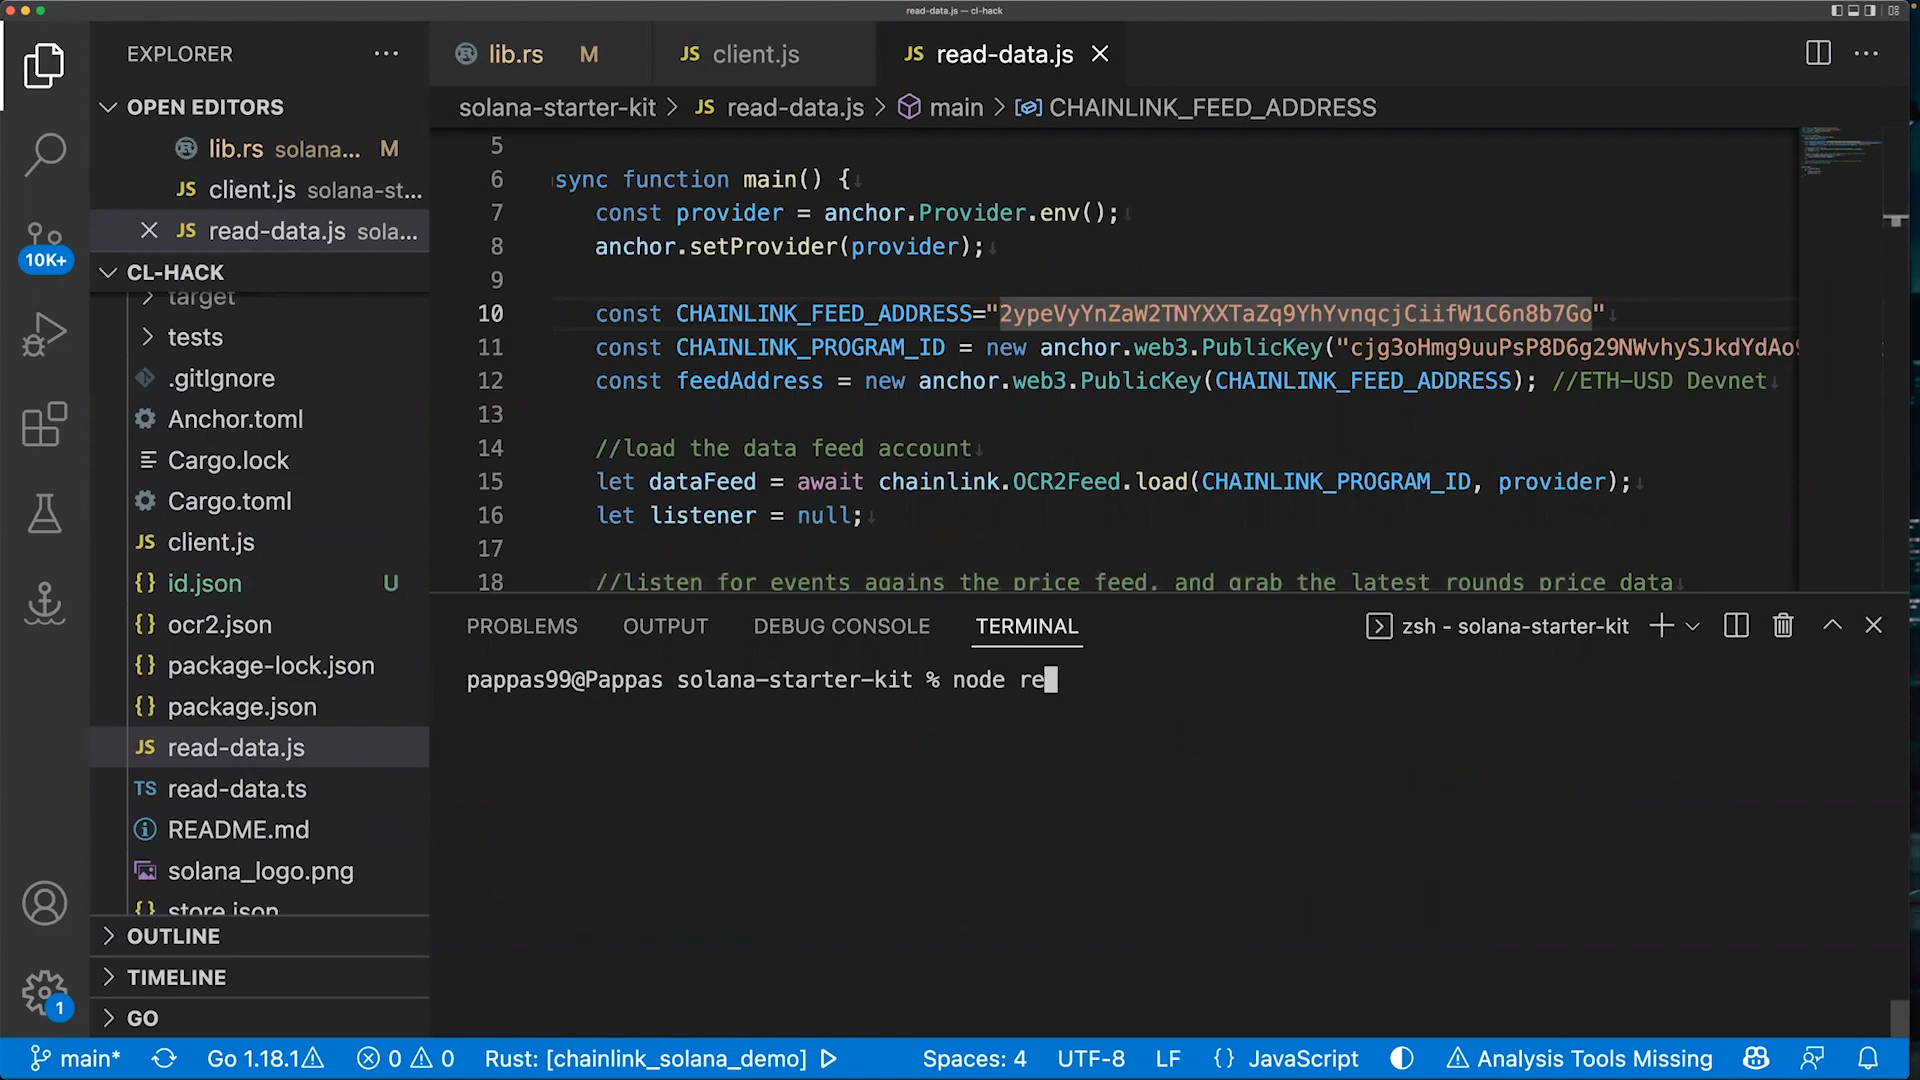 read-data.js — cl-hack
EXPLORER
lib.rs M
JS client.js
JS read-data.js
OPEN EDITORS
lib.rs solana... M
JS client.js solana-st...
JS read-data.js sola...
CL-HACK
target
tests
.gitIgnore
Anchor.toml
Cargo.lock
Cargo.toml
JS client.js
{} id.json U
{} ocr2.json
{} package-lock.json
{} package.json
JS read-data.js
TS read-data.ts
README.md
solana_logo.png
{} store.json
OUTLINE
TIMELINE
GO
10K+
1
solana-starter-kit > JS read-data.js > main > CHAINLINK_FEED_ADDRESS
5
6 sync function main() {
7 const provider = anchor.Provider.env();
8 anchor.setProvider(provider);
9
10 const CHAINLINK_FEED_ADDRESS="2ypeVyYnZaW2TNYXXTaZq9YhYvnqcjCiifW1C6n8b7Go"
11 const CHAINLINK_PROGRAM_ID = new anchor.web3.PublicKey("cjg3oHmg9uuPsP8D6g29NWvhySJkdYdAo9
12 const feedAddress = new anchor.web3.PublicKey(CHAINLINK_FEED_ADDRESS); //ETH-USD Devnet
13
14 //load the data feed account
15 let dataFeed = await chainlink.OCR2Feed.load(CHAINLINK_PROGRAM_ID, provider);
16 let listener = null;
17
18 //listen for events agains the price feed, and grab the latest rounds price data
PROBLEMS OUTPUT DEBUG CONSOLE TERMINAL
zsh - solana-starter-kit
pappas99@Pappas solana-starter-kit % node re
main* Go 1.18.1 0 0 Rust: [chainlink_solana_demo] Spaces: 4 UTF-8 LF {} JavaScript Analysis Tools Missing